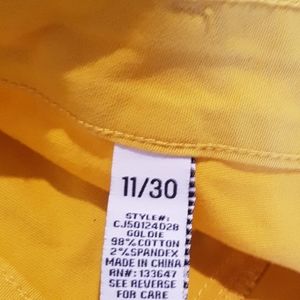 11/30
STYLE#:
CJ50124D28
GOLDIE
98% COTTON
2% SPANDEX
MADE IN CHINA
RN#: 133647
SEE REVERSE
FOR CARE